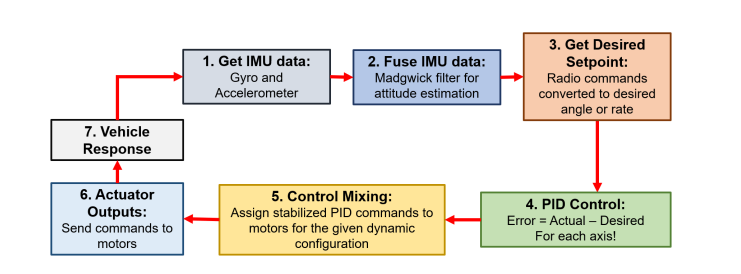 1. Get IMU data:
Gyro and
Accelerometer
2. Fuse IMU data:
Madgwick filter for
attitude estimation
3. Get Desired
Setpoint:
Radio commands
converted to desired
angle or rate
4. PID Control:
Error = Actual – Desired
For each axis!
5. Control Mixing:
Assign stabilized PID commands to
motors for the given dynamic
configuration
6. Actuator
Outputs:
Send commands to
motors
7. Vehicle
Response